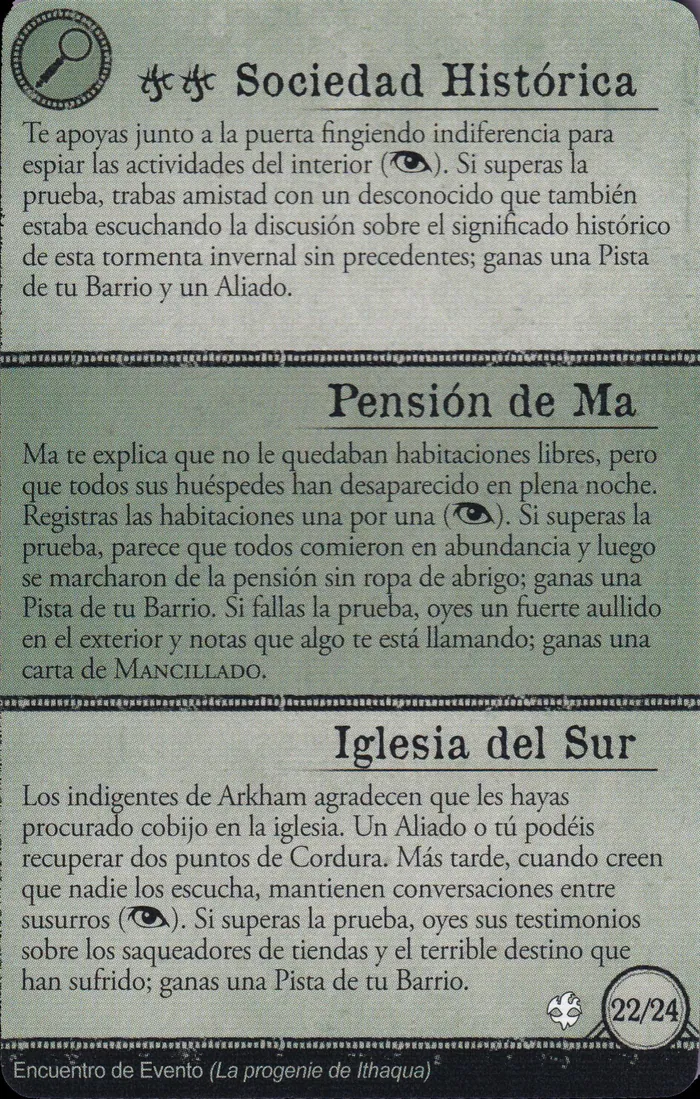 Sociedad Histórica
Te apoyas junto a la puerta fingiendo indiferencia para
espiar las actividades del interior (). Si superas la
prueba, trabas amistad con un desconocido que también
estaba escuchando la discusión sobre el significado histórico
de esta tormenta invernal sin precedentes; ganas una Pista
de tu Barrio y un Aliado.
Pensión de Ma
Ma te explica que no le quedaban habitaciones libres, pero
que todos sus huéspedes han desaparecido en plena noche.
Registras las habitaciones una por una (). Si superas la
prueba, parece que todos comieron en abundancia y luego
se marcharon de la pensión sin ropa de abrigo; ganas una
Pista de tu Barrio. Si fallas la prueba, oyes un fuerte aullido
en el exterior y notas que algo te está llamando; ganas una
carta de MANCILLADO.
Iglesia del Sur
Los indigentes de Arkham agradecen que les hayas
procurado cobijo en la iglesia. Un Aliado o tú podéis
recuperar dos puntos de Cordura. Más tarde, cuando creen
que nadie los escucha, mantienen conversaciones entre
susurros (). Si superas la prueba, oyes sus testimonios
sobre los saqueadores de tiendas y el terrible destino que
han sufrido; ganas una Pista de tu Barrio.
22/24
Encuentro de Evento (La progenie de Ithaqua)